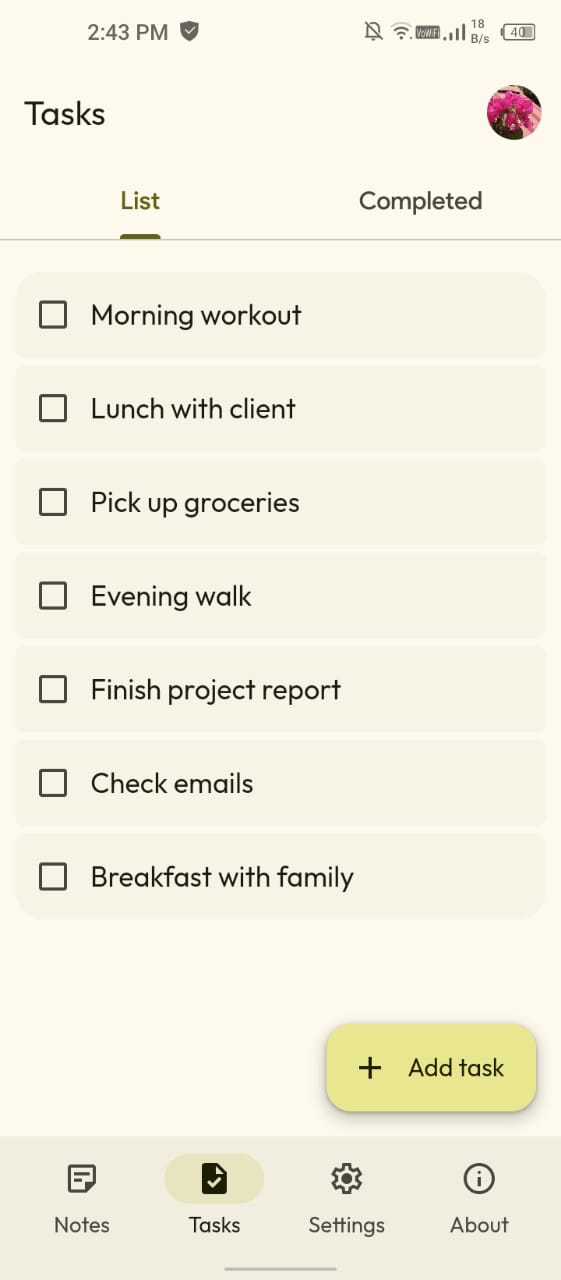 2:43 PM VoWiFi 18 B/s 40
Tasks
List Completed
Morning workout
Lunch with client
Pick up groceries
Evening walk
Finish project report
Check emails
Breakfast with family
+ Add task
Notes Tasks Settings About